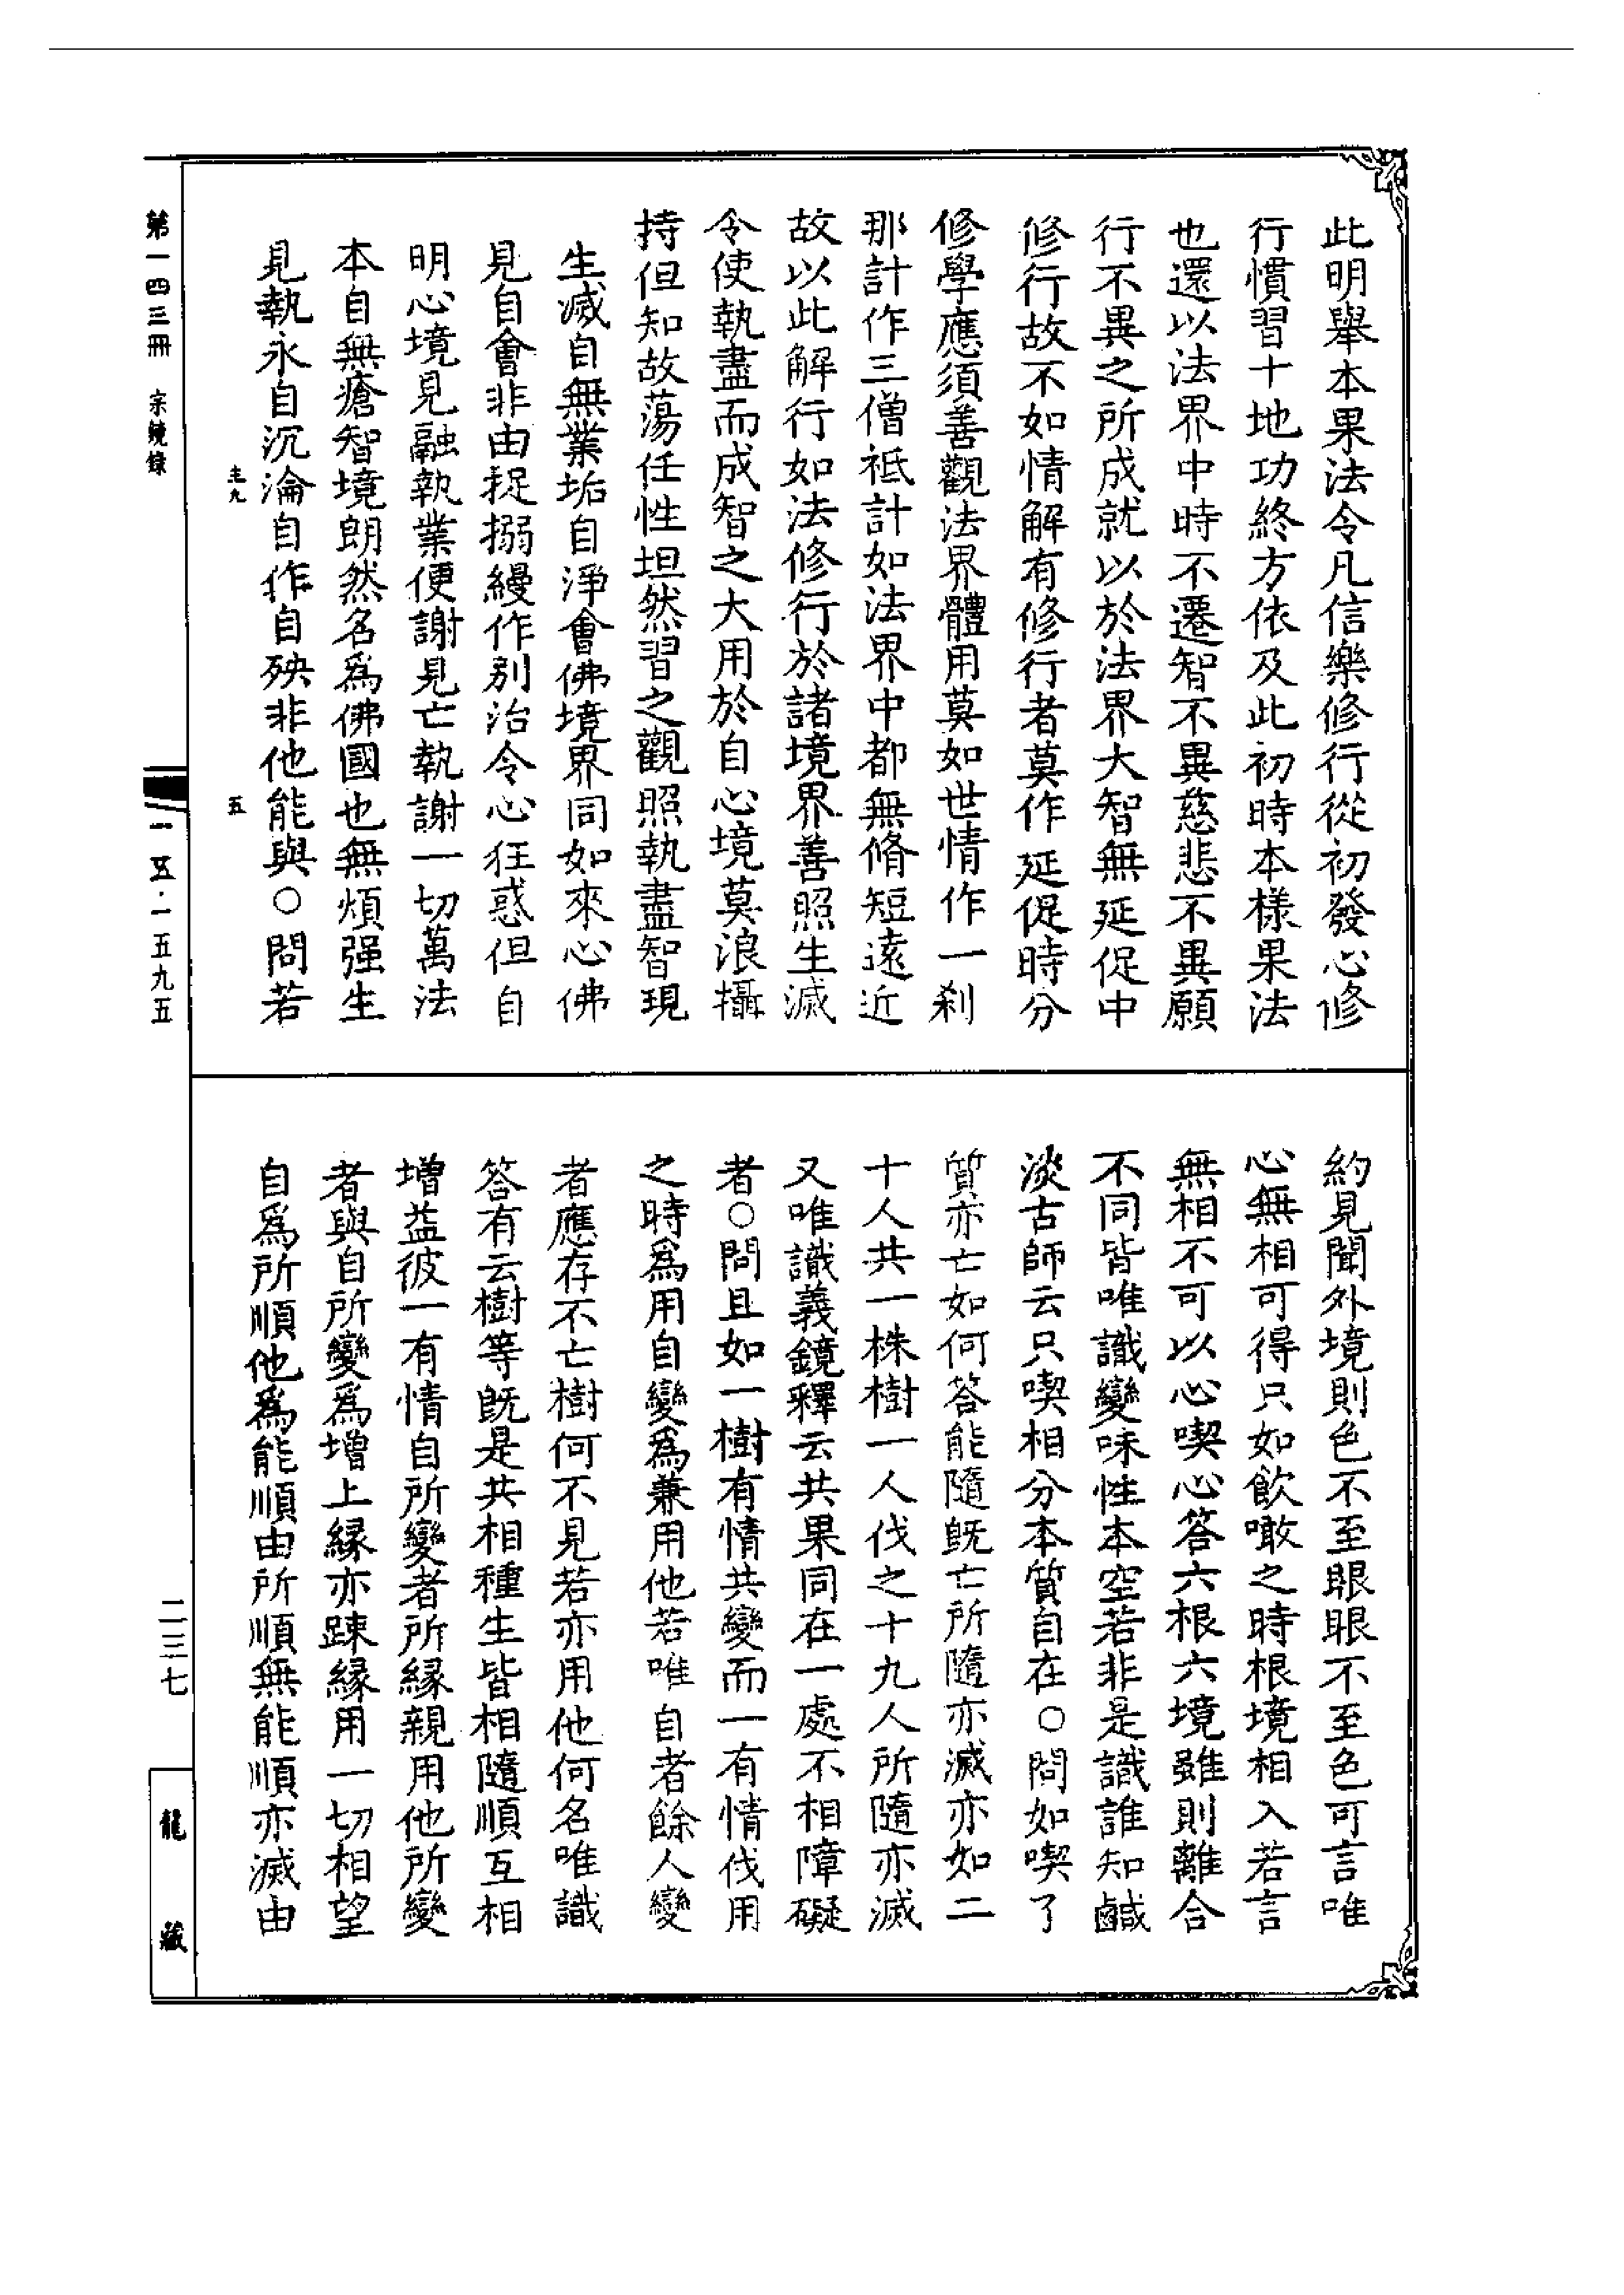 此明舉本果法令凡信樂修行從初發心修
行慣習十地功終方依及此初時本樣果法
也還以法界中時不遷智不異慈悲不異願
行不異之所成就以於法界大智無延促中
修行故不如情解有修行者莫作延促時分
修學應須善觀法界體用莫如世情作一剎
那計作三僧祇計如法界中都無脩短遠近
故以此解行如法修行於諸境界善照生滅
令使執盡而成智之大用於自心境莫浪攝
持但知故蕩任性坦然習之觀照執盡智現
生滅自無業垢自淨會佛境界同如來心佛
見自會非由捉搦縵作別治令心狂惑但自
明心境見融執業便謝見亡執謝一切萬法
本自無瘡智境朗然名爲佛國也無煩强生
見執永自沉淪自作自殃非他能與○問若
約見聞外境則色不至眼眼不至色可言唯
心無相可得只如飲噉之時根境相入若言
無相不可以心喫心答六根六境雖則離合
不同皆唯識變味性本空若非是識誰知鹹
淡古師云只喫相分本質自在○問如喫了
質亦亡如何答能隨旣亡所隨亦滅亦如二
十人共一株樹一人伐之十九人所隨亦滅
又唯識義鏡釋云共果同在一處不相障礙
者○問且如一樹有情共變而一有情伐用
之時爲用自變爲兼用他若唯自者餘人變
者應存不亡樹何不見若亦用他何名唯識
答有云樹等旣是共相種生皆相隨順互相
增益彼一有情自所變者所緣親用他所變
者與自所變爲增上緣亦踈緣用一切相望
自爲所順他爲能順由所順無能順亦滅由
第一四三冊 宗鏡錄
主九
五
一五·一五九五
二三七
龍藏